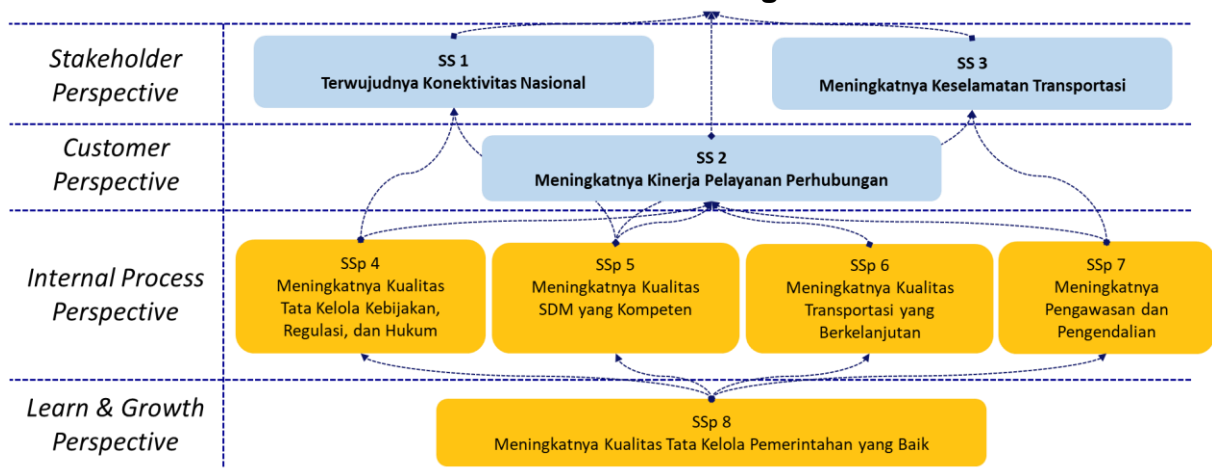 Stakeholder
Perspective
SS 1
Terwujudnya Konektivitas Nasional
SS 3
Meningkatnya Keselamatan Transportasi
Customer
Perspective
SS 2
Meningkatnya Kinerja Pelayanan Perhubungan
Internal Process
Perspective
SSp 4
Meningkatnya Kualitas
Tata Kelola Kebijakan,
Regulasi, dan Hukum
SSp 5
Meningkatnya Kualitas
SDM yang Kompeten
SSp 6
Meningkatnya Kualitas
Transportasi yang
Berkelanjutan
SSp 7
Meningkatnya
Pengawasan dan
Pengendalian
Learn & Growth
Perspective
SSp 8
Meningkatnya Kualitas Tata Kelola Pemerintahan yang Baik